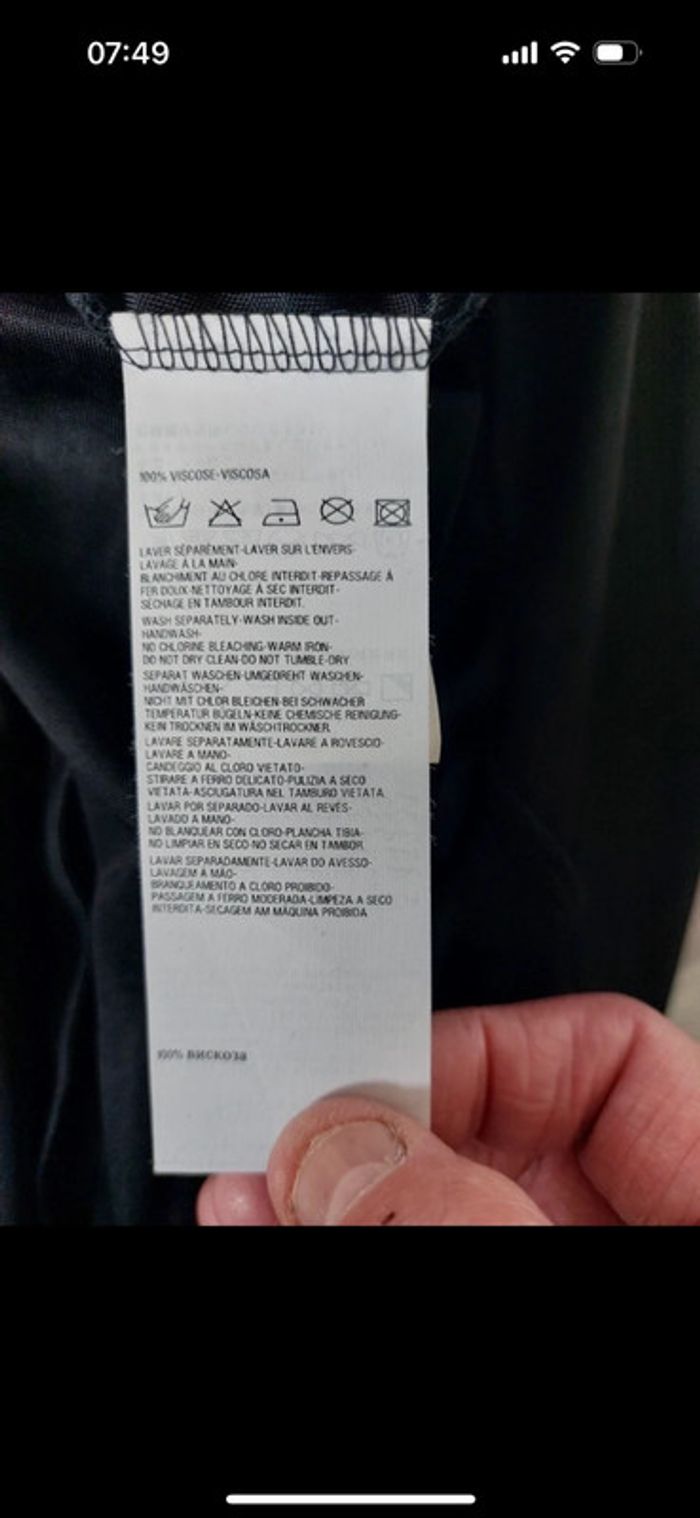 07:49
100% VISCOSE-VISCOSA
LAVER SÉPARÉMENT-LAVER SUR L'ENVERS-
LAVAGE À LA MAIN-
BLANCHIMENT AU CHLORE INTERDIT-REPASSAGE À
FER DOUX-NETTOYAGE À SEC INTERDIT-
SECHAGE EN TAMBOUR INTERDIT.
WASH SEPARATELY-WASH INSIDE OUT-
HANDWASH-
NO CHLORINE BLEACHING-WARM IRON-
DO NOT DRY CLEAN-DO NOT TUMBLE-DRY
SEPARAT WASCHEN-UMGEDREHT WASCHEN-
HANDWÄSCHEN-
NICHT MIT CHLOR BLEICHEN-BEI SCHWACHER
TEMPERATUR BÜGELN-KEINE CHEMISCHE REINIGUNG-
KEIN TROCKNEN IM WÄSCHTROCKNER.
LAVARE SEPARATAMENTE-LAVARE A ROVESCIO-
LAVARE A MANO-
CANDEGGIO AL CLORO VIETATO-
STIRARE A FERRO DELICATO-PULIZIA A SECO
VIETATA-ASCIUGATURA NEL TAMBURO VIETATA.
LAVAR POR SEPARADO-LAVAR AL REVÉS-
LAVADO A MANO-
NO BLANQUEAR CON CLORO-PLANCHA TIBIA-
NO LIMPIAR EN SECO-NO SECAR EN TAMBOR.
LAVAR SEPARADAMENTE-LAVAR DO AVESSO-
LAVAGEM A MÃO-
BRANQUEAMENTO A CLORO PROIBIDO-
PASSAGEM A FERRO MODERADA-LIMPEZA A SECO
INTERDITA-SECAGEM AM MÁQUINA PROIBIDA
100% вискоза